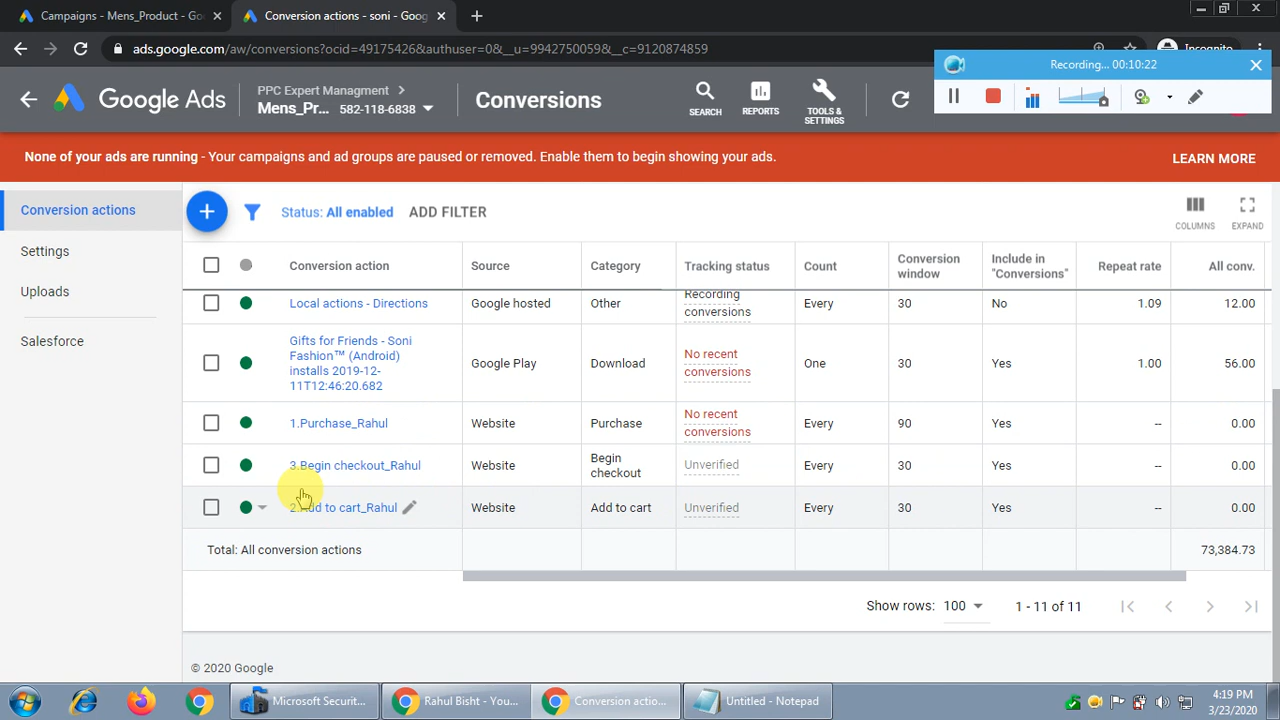 Campaigns - Mens_Product - Go
Conversion actions - soni - Goog
ads.google.com/aw/conversions?ocid=49175426&authuser=0&__u=9942750059&__c=9120874859
Incognito
Recording... 00:10:22
Google Ads
PPC Expert Managment
Mens_Pr... 582-118-6838
Conversions
SEARCH
REPORTS
TOOLS &
SETTINGS
None of your ads are running - Your campaigns and ad groups are paused or removed. Enable them to begin showing your ads.
LEARN MORE
Conversion actions
Settings
Uploads
Salesforce
Status: All enabled ADD FILTER
COLUMNS
EXPAND
Conversion action Source Category Tracking status Count Conversion window Include in "Conversions" Repeat rate All conv.
Local actions - Directions Google hosted Other Recording conversions Every 30 No 1.09 12.00
Gifts for Friends - Soni
Fashion™ (Android)
installs 2019-12-
11T12:46:20.682
Google Play Download No recent conversions One 30 Yes 1.00 56.00
1.Purchase_Rahul Website Purchase No recent conversions Every 90 Yes -- 0.00
3.Begin checkout_Rahul Website Begin checkout Unverified Every 30 Yes -- 0.00
2.Add to cart_Rahul Website Add to cart Unverified Every 30 Yes -- 0.00
Total: All conversion actions 73,384.73
Show rows: 100 1 - 11 of 11
© 2020 Google
Microsoft Securit...
Rahul Bisht - You...
Conversion actio...
Untitled - Notepad
4:19 PM
3/23/2020